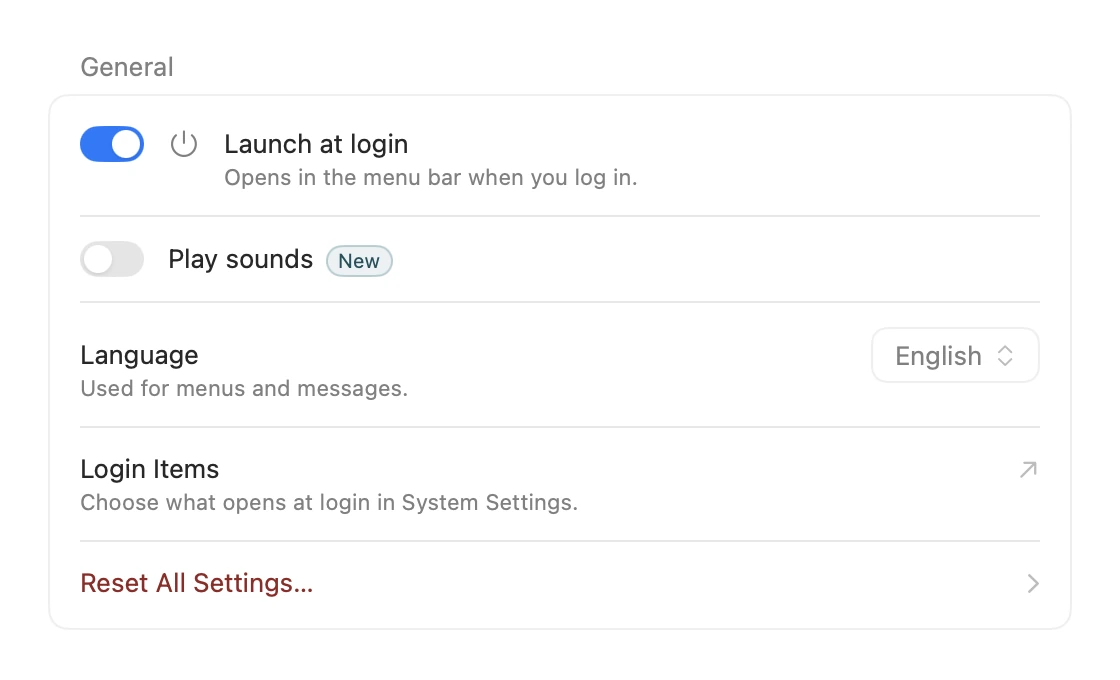 General
Launch at login
Opens in the menu bar when you log in.
Play sounds New
Language
English
Used for menus and messages.
Login Items
Choose what opens at login in System Settings.
Reset All Settings...